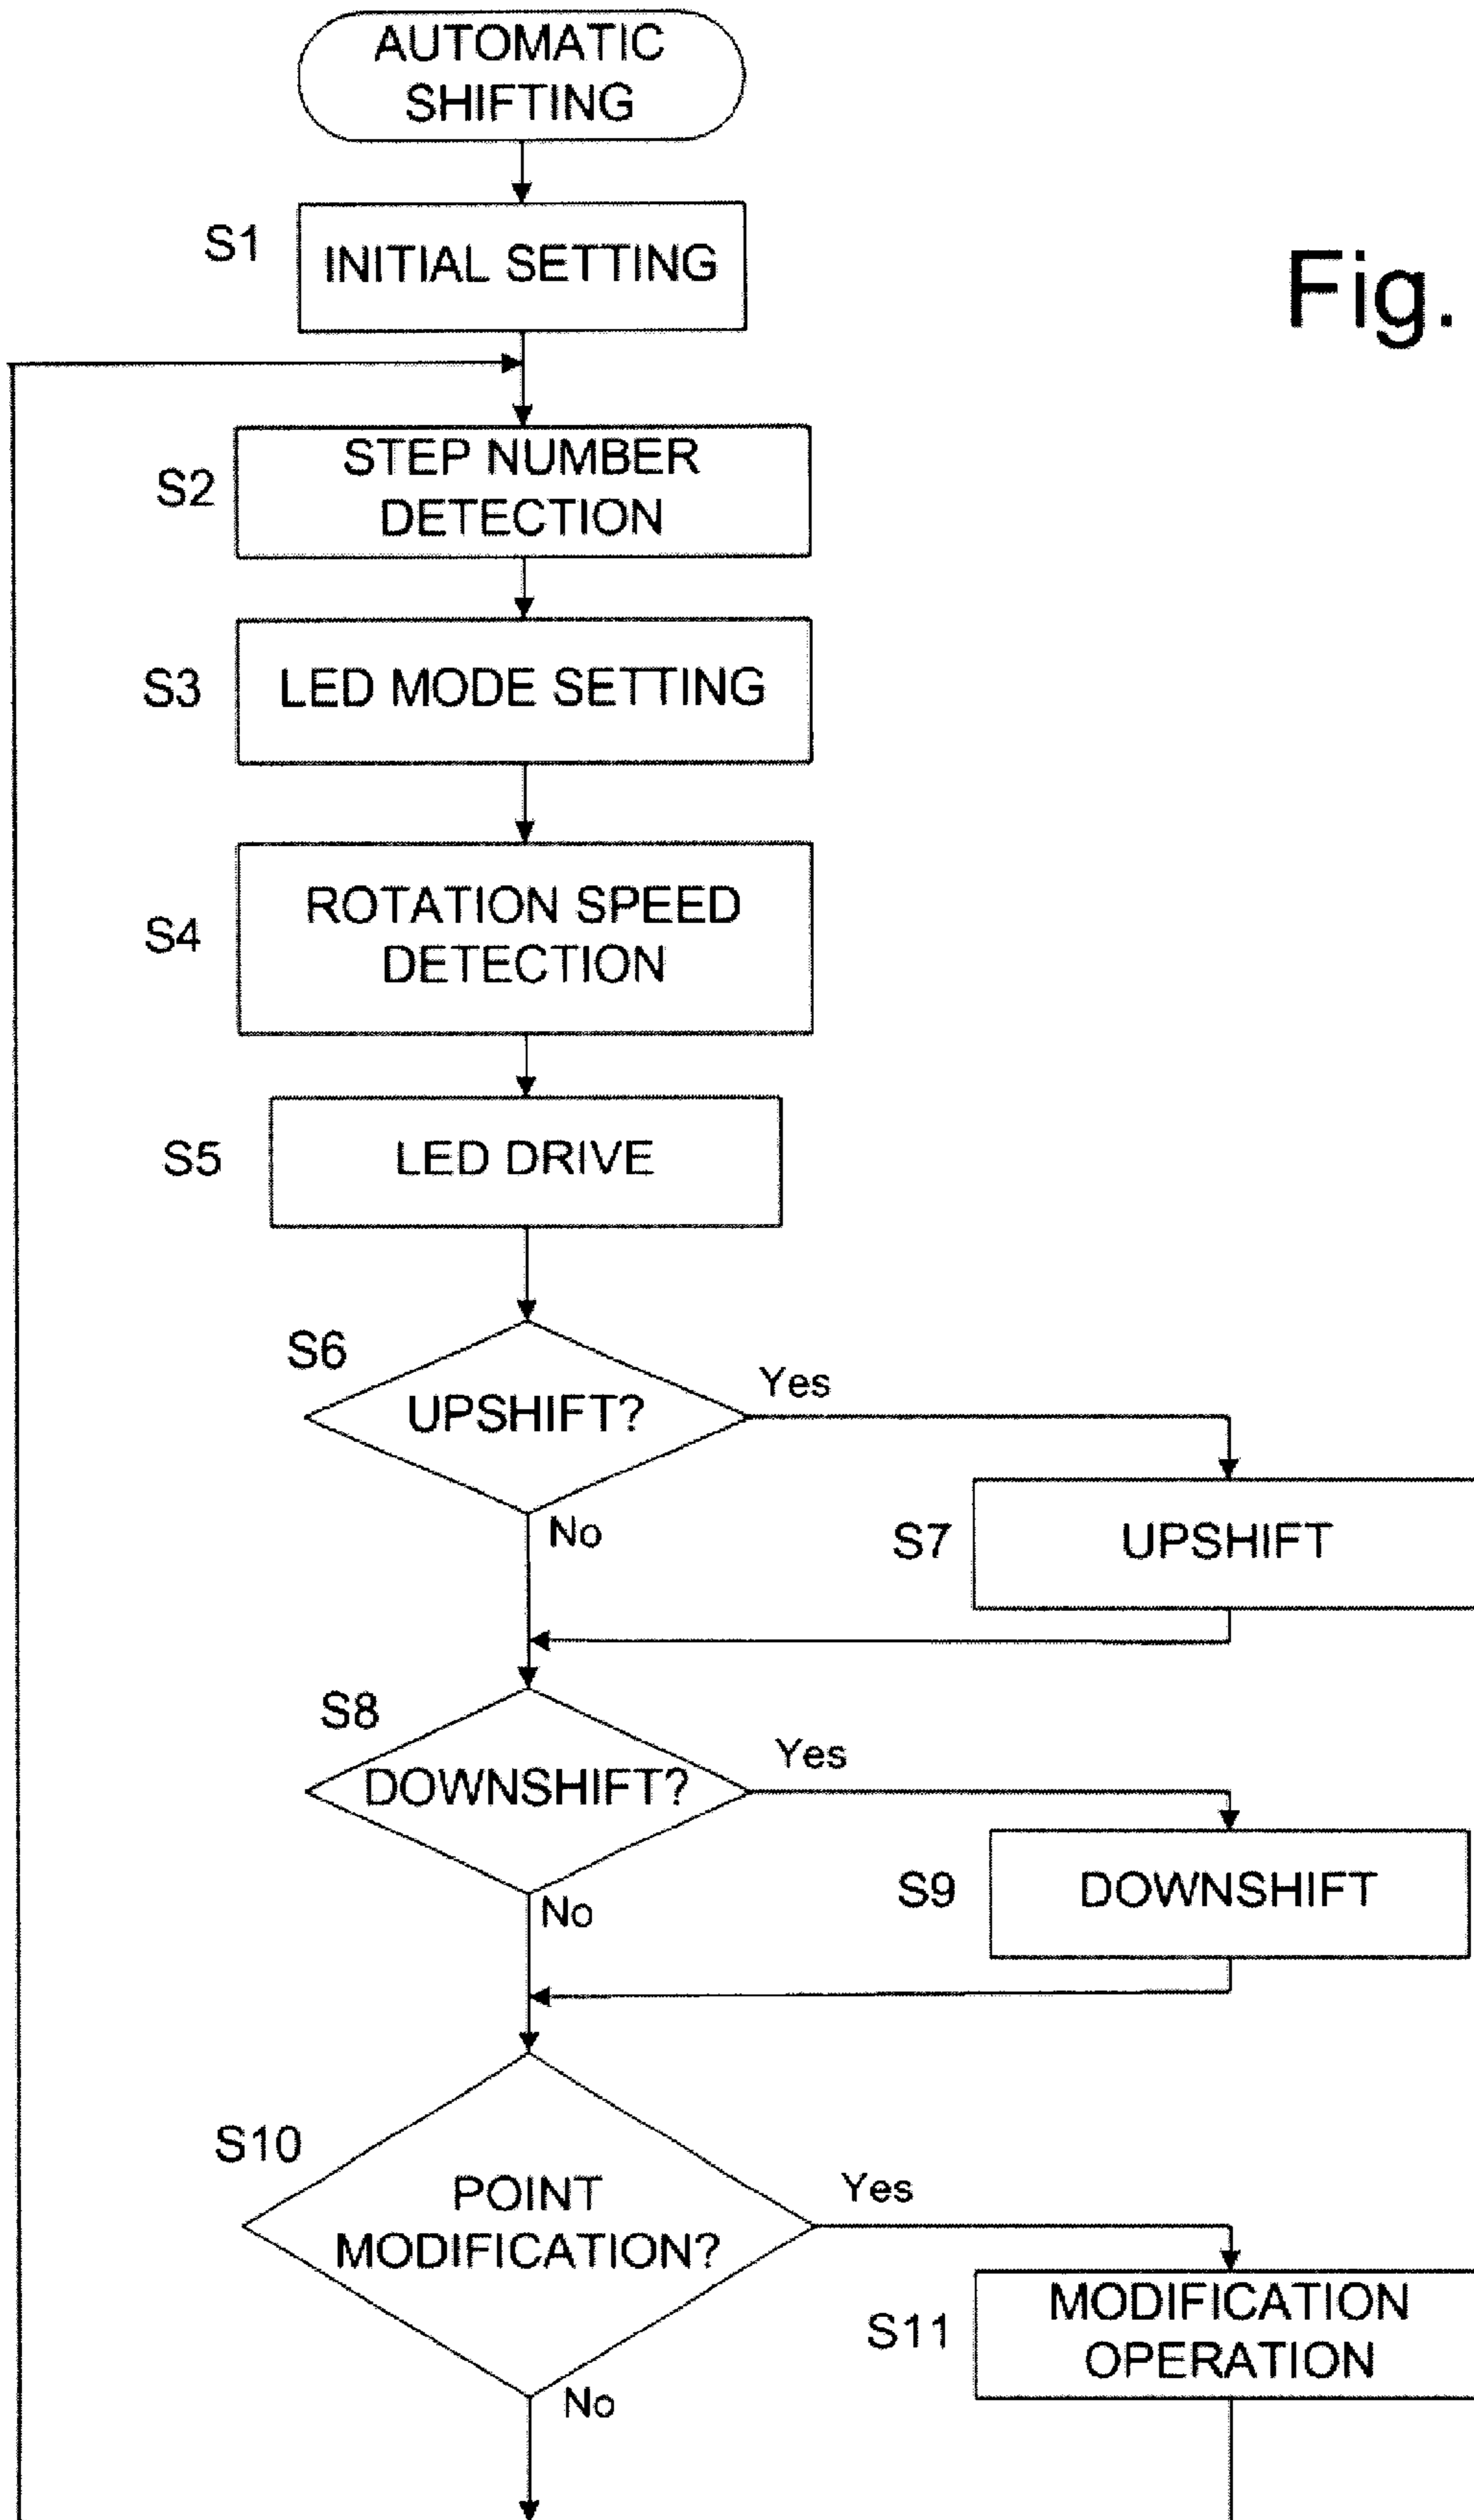 AUTOMATIC
SHIFTING
S1
INITIAL SETTING
Fig.
S2
STEP NUMBER
DETECTION
S3
LED MODE SETTING
S4
ROTATION SPEED
DETECTION
S5
LED DRIVE
S6
UPSHIFT?
Yes
No
S7
UPSHIFT
S8
DOWNSHIFT?
Yes
No
S9
DOWNSHIFT
S10
POINT
MODIFICATION?
Yes
No
S11
MODIFICATION
OPERATION